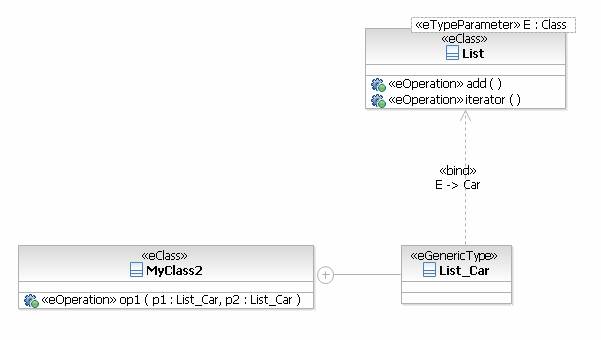 «eTypeParameter» E : Class
«eClass»
List
«eOperation» add ( )
«eOperation» iterator ( )
«bind»
E -> Car
«eClass»
MyClass2
«eOperation» op1 ( p1 : List_Car, p2 : List_Car )
«eGenericType»
List_Car